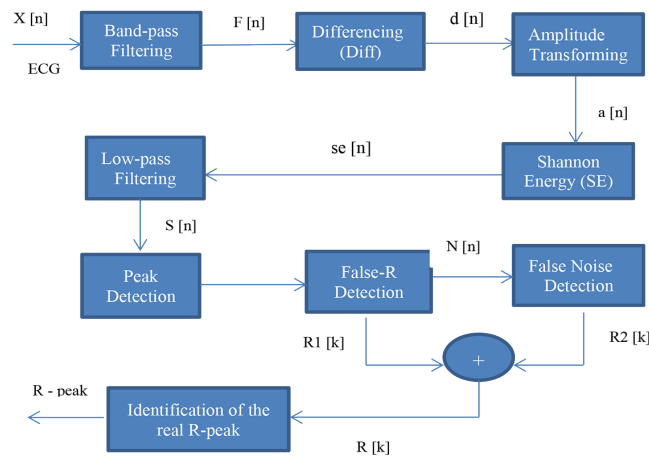 X [n]
ECG
Band-pass
Filtering
F [n]
Differencing
(Diff)
d [n]
Amplitude
Transforming
a [n]
Shannon
Energy (SE)
se [n]
Low-pass
Filtering
S [n]
Peak
Detection
False-R
Detection
N [n]
False Noise
Detection
R1 [k]
R2 [k]
+
R [k]
Identification of the
real R-peak
R - peak